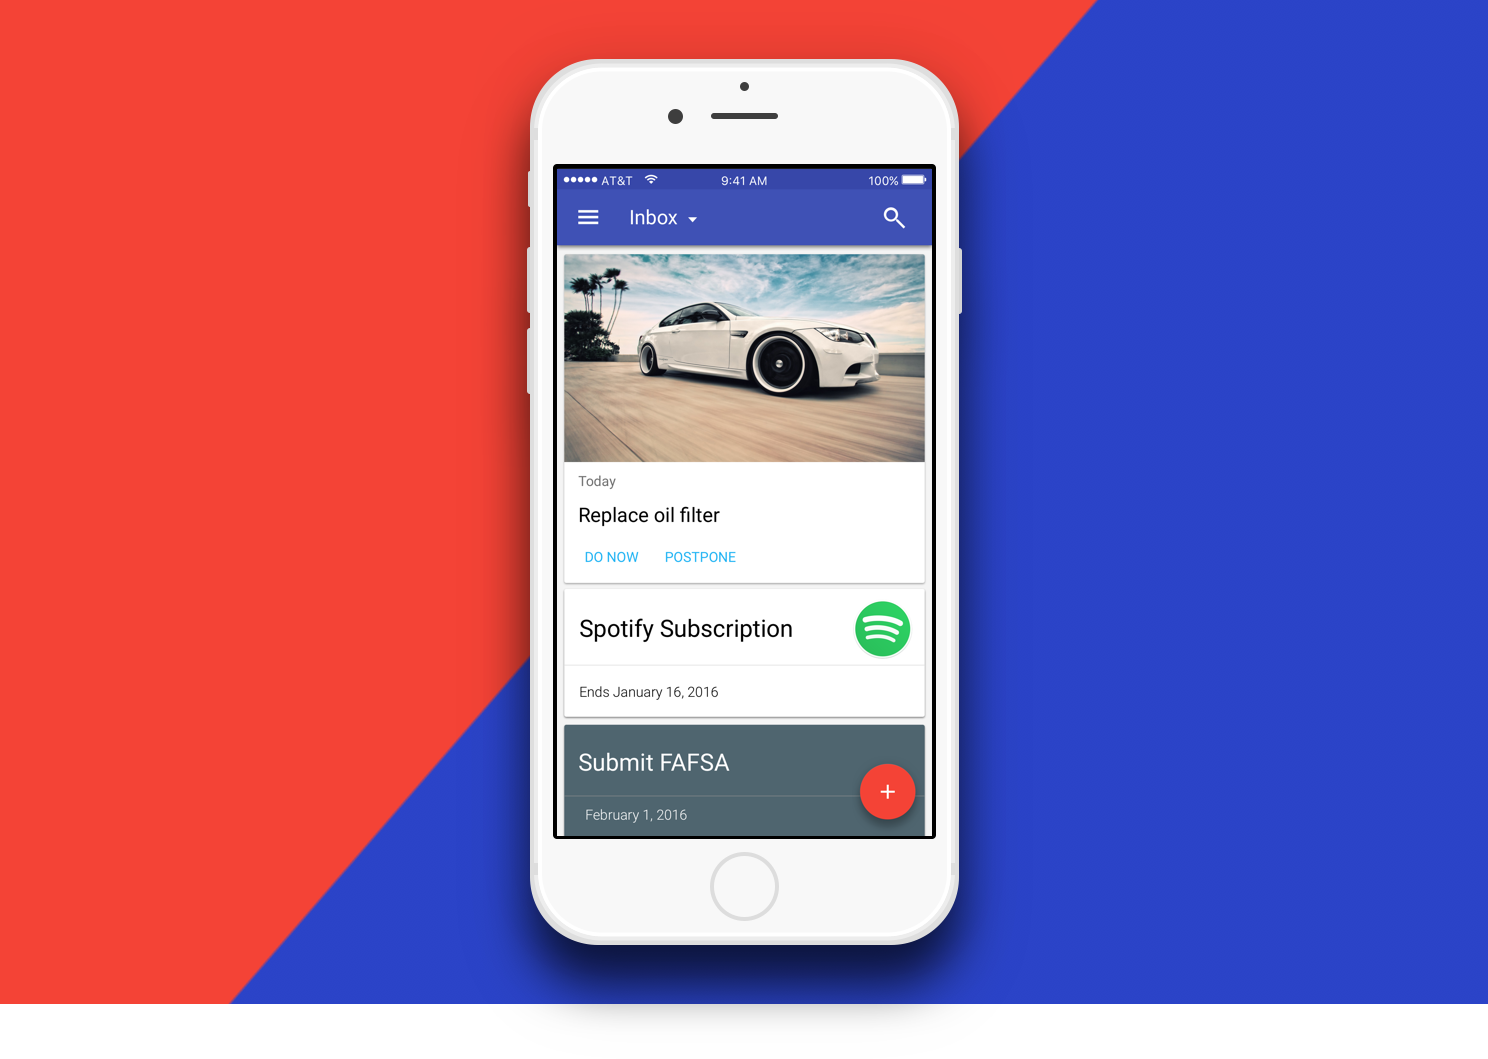 AT&T
9:41 AM
100%
Inbox
Today
Replace oil filter
DO NOW POSTPONE
Spotify Subscription
Ends January 16, 2016
Submit FAFSA
February 1, 2016